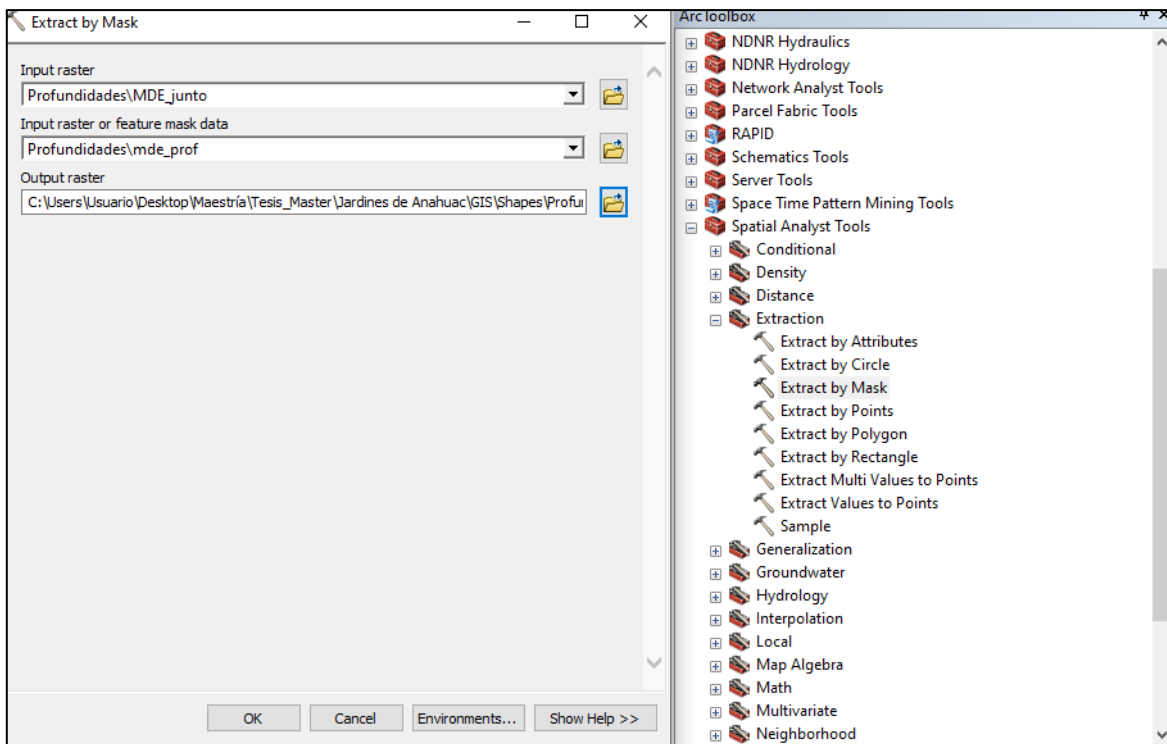 Extract by Mask
Input raster
Profundidades\MDE_junto
Input raster or feature mask data
Profundidades\mde_prof
Output raster
C:\Users\Usuario\Desktop\Maestría\Tesis_Master\Jardines de Anahuac\GIS\Shapes\Profu
OK
Cancel
Environments...
Show Help >>
ArcToolbox
NDNR Hydraulics
NDNR Hydrology
Network Analyst Tools
Parcel Fabric Tools
RAPID
Schematics Tools
Server Tools
Space Time Pattern Mining Tools
Spatial Analyst Tools
Conditional
Density
Distance
Extraction
Extract by Attributes
Extract by Circle
Extract by Mask
Extract by Points
Extract by Polygon
Extract by Rectangle
Extract Multi Values to Points
Extract Values to Points
Sample
Generalization
Groundwater
Hydrology
Interpolation
Local
Map Algebra
Math
Multivariate
Neighborhood